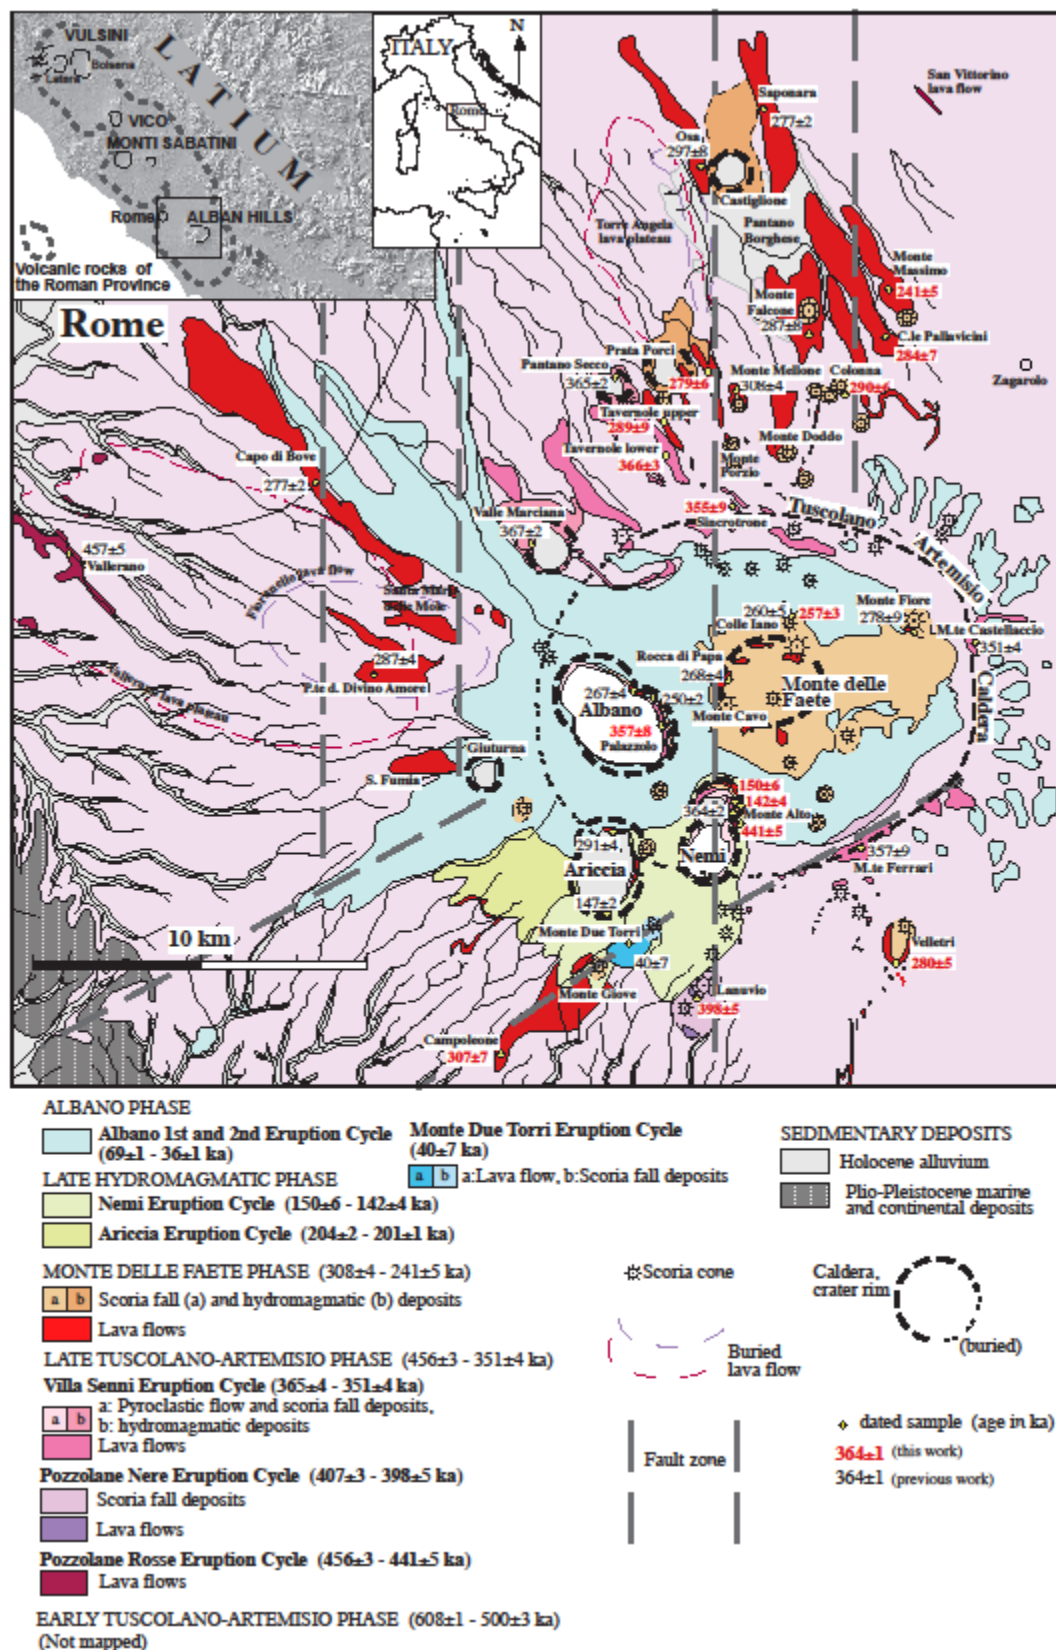 VULSINI
Bolsena
Latera
LATIUM
VICO
MONTI SABATINI
Rome
ALBAN HILLS
Volcanic rocks of
the Roman Province
ITALY
N
Rome
San Vittorino
lava flow
Saponara
277±2
Osa
297±8
Castiglione
Torre Angela
lava plateau
Pantano
Borghese
Monte
Massimo
241±5
Monte
Falcone
287±8
C.le Pallavicini
284±7
Rome
Prata Porci
Pantano Secco
365±2
279±6
Monte Mellone
308±4
Colonna
290±6
Zagarolo
Tavernole upper
289±9
Tavernole lower
366±3
Monte Doddo
Monte
Porzio
Capo di Bove
277±2
355±9
Sincrotrone
Tuscolano
Artemisio
Caldera
Valle Marciana
367±2
457±5
Vallerano
Fiorucello lava flow
Santa Mari
delle Mole
260±5
257±3
Colle Iano
Monte Fiore
278±9
M.te Castellaccio
351±4
287±4
P.te d. Divino Amore
Vallerano lava plateau
Rocca di Papa
268±4
267±4
Albano
250±2
357±8
Palazzolo
Monte delle
Faete
Monte Cavo
Giuturna
S. Fumia
150±6
142±4
364±2
Monte Alto
441±5
291±4
Ariccia
Nemi
357±9
M.te Ferrari
147±2
10 km
Monte Due Torri
40±7
Velletri
280±5
Monte Giove
Lanuvio
398±5
Campoleone
307±7
ALBANO PHASE
Albano 1st and 2nd Eruption Cycle
(69±1 - 36±1 ka)
Monte Due Torri Eruption Cycle
(40±7 ka)
a b a:Lava flow, b:Scoria fall deposits
LATE HYDROMAGMATIC PHASE
Nemi Eruption Cycle (150±6 - 142±4 ka)
Ariccia Eruption Cycle (204±2 - 201±1 ka)
MONTE DELLE FAETE PHASE (308±4 - 241±5 ka)
a b Scoria fall (a) and hydromagmatic (b) deposits
Lava flows
LATE TUSCOLANO-ARTEMISIO PHASE (456±3 - 351±4 ka)
Villa Senni Eruption Cycle (365±4 - 351±4 ka)
a b a: Pyroclastic flow and scoria fall deposits,
b: hydromagmatic deposits
Lava flows
Pozzolane Nere Eruption Cycle (407±3 - 398±5 ka)
Scoria fall deposits
Lava flows
Pozzolane Rosse Eruption Cycle (456±3 - 441±5 ka)
Lava flows
EARLY TUSCOLANO-ARTEMISIO PHASE (608±1 - 500±3 ka)
(Not mapped)
SEDIMENTARY DEPOSITS
Holocene alluvium
Plio-Pleistocene marine
and continental deposits
Scoria cone
Caldera,
crater rim
(buried)
Buried
lava flow
Fault zone
dated sample (age in ka)
364±1 (this work)
364±1 (previous work)